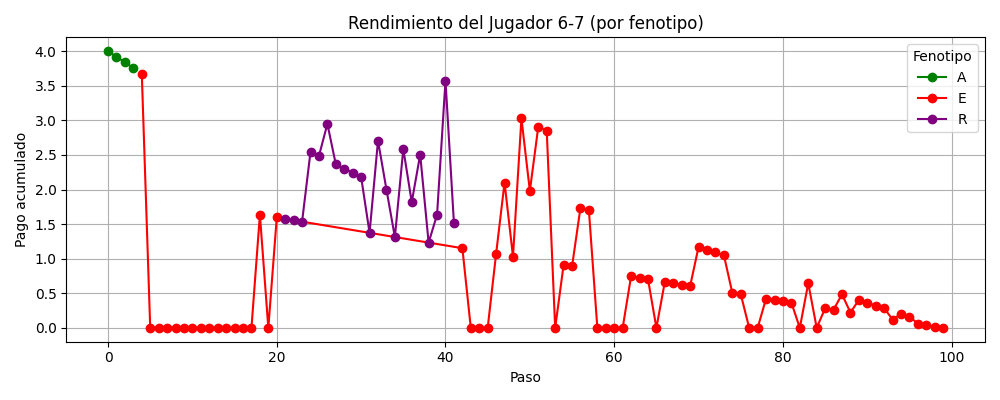 Rendimiento del Jugador 6-7 (por fenotipo)
Pago acumulado
4.0
3.5
3.0
2.5
2.0
1.5
1.0
0.5
0.0
Fenotipo
A
E
R
0 20 40 60 80 100
Paso